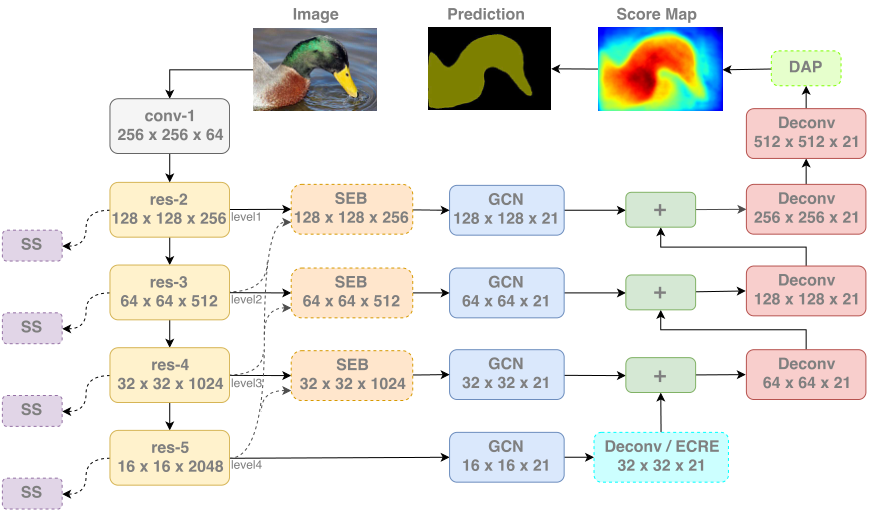 Image
Prediction
Score Map
DAP
conv-1
256 x 256 x 64
Deconv
512 x 512 x 21
res-2
128 x 128 x 256
level1
SEB
128 x 128 x 256
GCN
128 x 128 x 21
+
Deconv
256 x 256 x 21
SS
res-3
64 x 64 x 512
level2
SEB
64 x 64 x 512
GCN
64 x 64 x 21
+
Deconv
128 x 128 x 21
SS
res-4
32 x 32 x 1024
level3
SEB
32 x 32 x 1024
GCN
32 x 32 x 21
+
Deconv
64 x 64 x 21
SS
res-5
16 x 16 x 2048
level4
GCN
16 x 16 x 21
Deconv / ECRE
32 x 32 x 21
SS